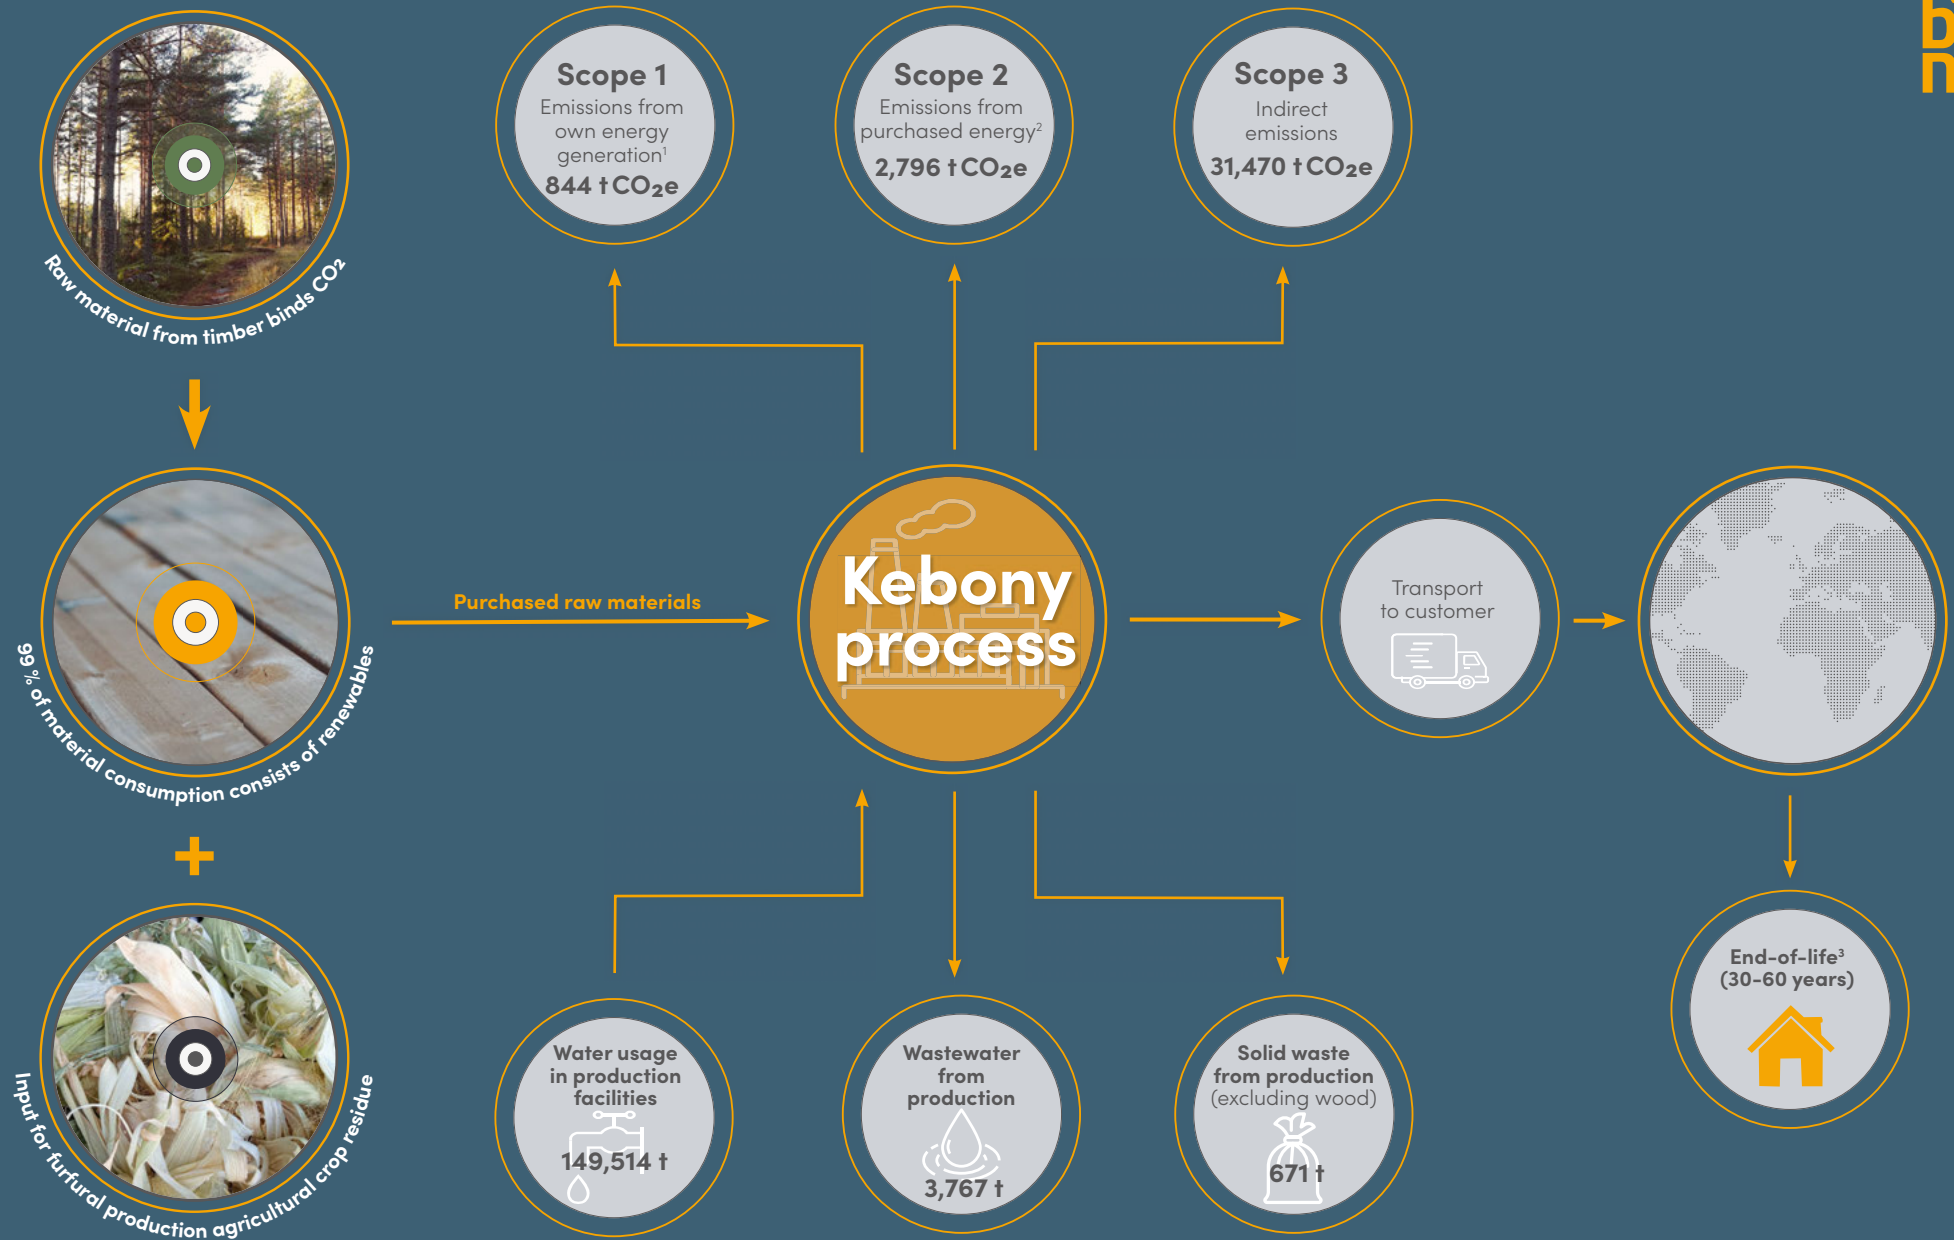 b
n
Scope 1
Emissions from
own energy
generation¹
844 t CO₂e
Scope 2
Emissions from
purchased energy²
2,796 t CO₂e
Scope 3
Indirect
emissions
31,470 t CO₂e
Raw material from timber binds CO2
99 % of material consumption consists of renewables
Purchased raw materials
Kebony
process
Transport
to customer
End-of-life³
(30-60 years)
Input for furfural production agricultural crop residue
Water usage
in production
facilities
149,514 t
Wastewater
from
production
3,767 t
Solid waste
from production
(excluding wood)
671 t